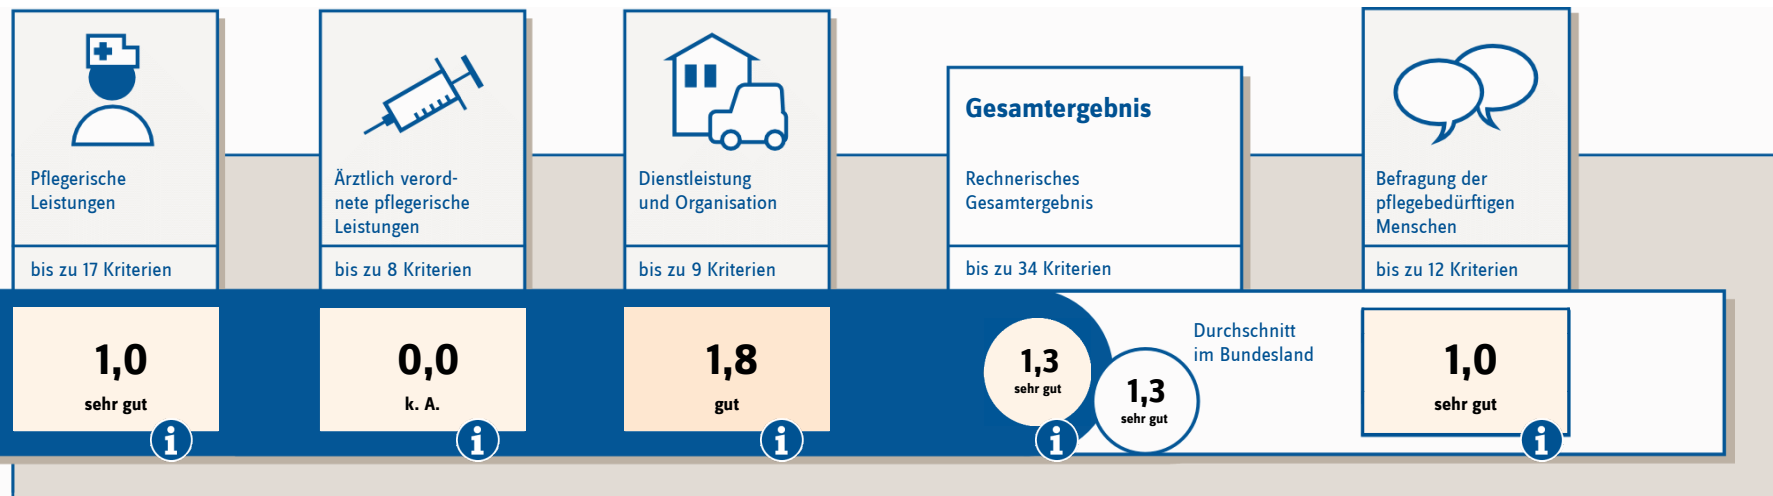 Pflegerische
Leistungen
bis zu 17 Kriterien
1,0
sehr gut
i
Ärztlich verord-
nete pflegerische
Leistungen
bis zu 8 Kriterien
0,0
k. A.
i
Dienstleistung
und Organisation
bis zu 9 Kriterien
1,8
gut
i
Gesamtergebnis
Rechnerisches
Gesamtergebnis
bis zu 34 Kriterien
1,3
sehr gut
i
Durchschnitt
im Bundesland
1,3
sehr gut
Befragung der
pflegebedürftigen
Menschen
bis zu 12 Kriterien
1,0
sehr gut
i